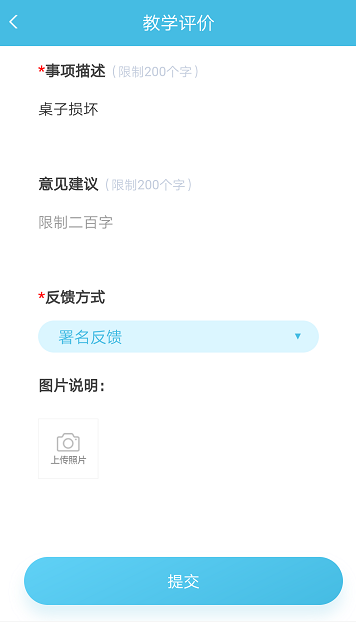 教学评价
*事项描述（限制200个字）
桌子损坏
意见建议（限制200个字）
限制二百字
*反馈方式
署名反馈
图片说明：
上传照片
提交